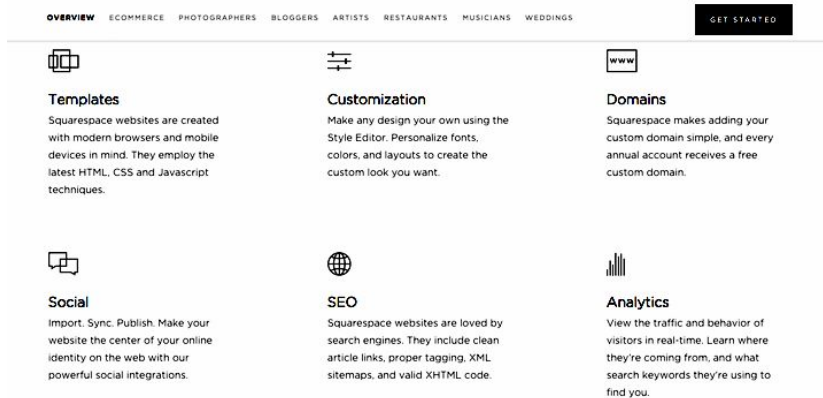 OVERVIEW ECOMMERCE PHOTOGRAPHERS BLOGGERS ARTISTS RESTAURANTS MUSICIANS WEDDINGS GET STARTED
www
Templates
Squarespace websites are created
with modern browsers and mobile
devices in mind. They employ the
latest HTML, CSS and Javascript
techniques.
Customization
Make any design your own using the
Style Editor. Personalize fonts,
colors, and layouts to create the
custom look you want.
Domains
Squarespace makes adding your
custom domain simple, and every
annual account receives a free
custom domain.
Social
Import. Sync. Publish. Make your
website the center of your online
identity on the web with our
powerful social integrations.
SEO
Squarespace websites are loved by
search engines. They include clean
article links, proper tagging, XML
sitemaps, and valid XHTML code.
Analytics
View the traffic and behavior of
visitors in real-time. Learn where
they're coming from, and what
search keywords they're using to
find you.